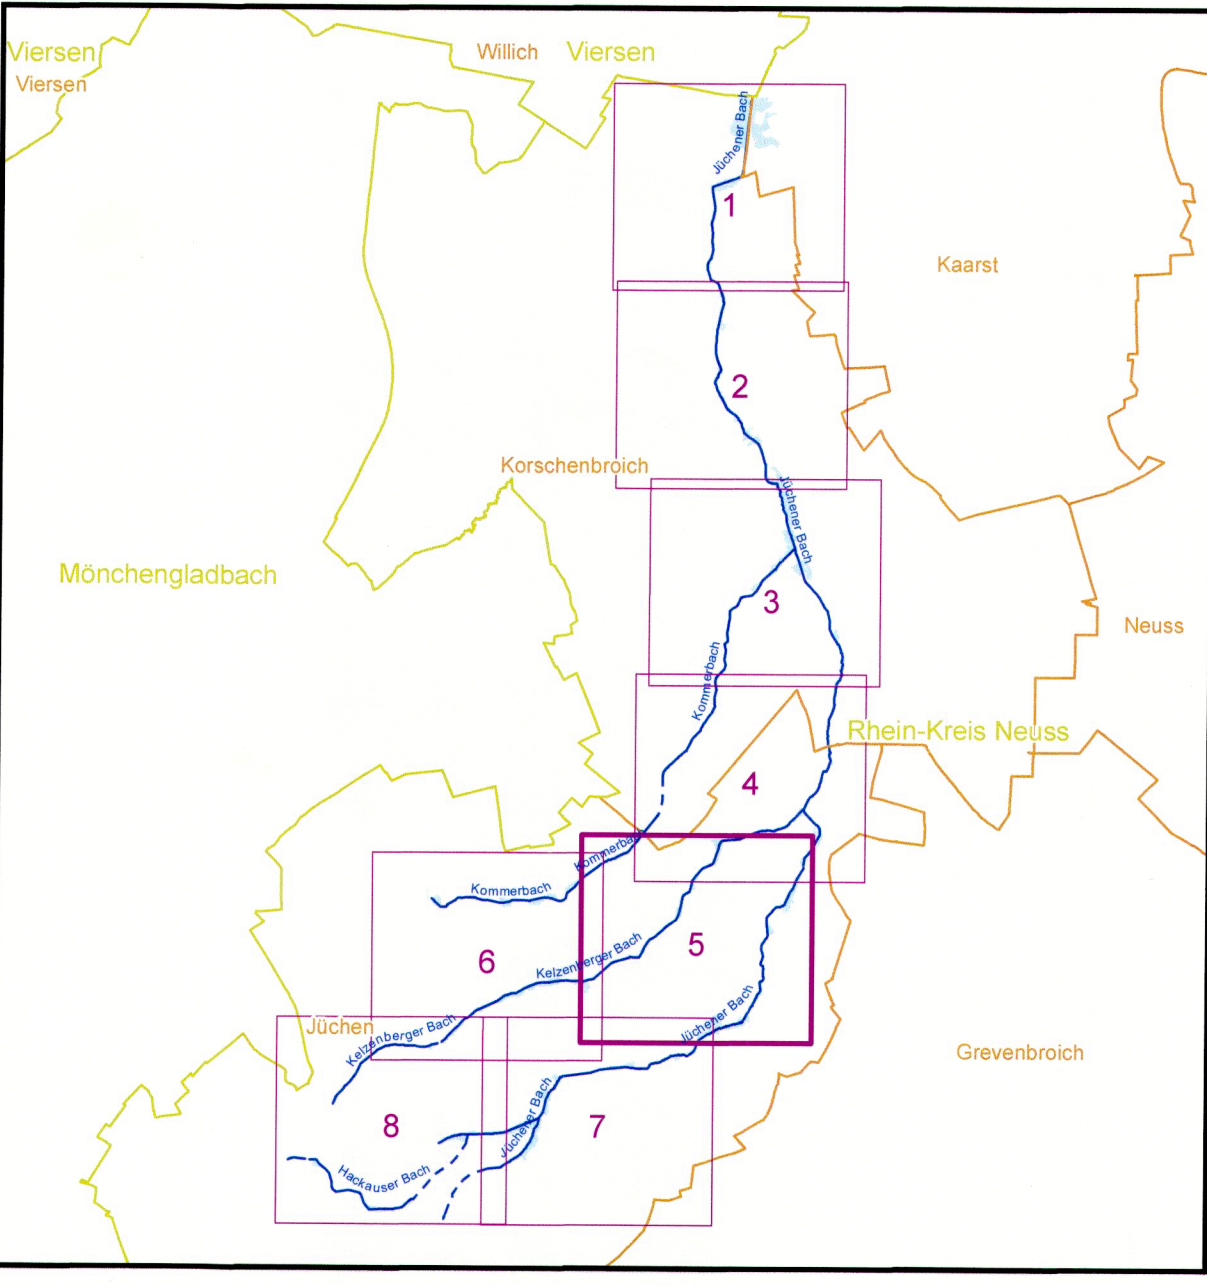 Viersen
Willich
Viersen
Viersen
Jüchener Bach
1
Kaarst
2
Korschenbroich
Jüchener Bach
Mönchengladbach
3
Neuss
Kommerbach
Rhein-Kreis Neuss
4
Kommerbach
Kommerbach
5
Kelzenberger Bach
6
Jüchener Bach
Jüchen
Kelzenberger Bach
Grevenbroich
Jüchener Bach
8
7
Hackauser Bach